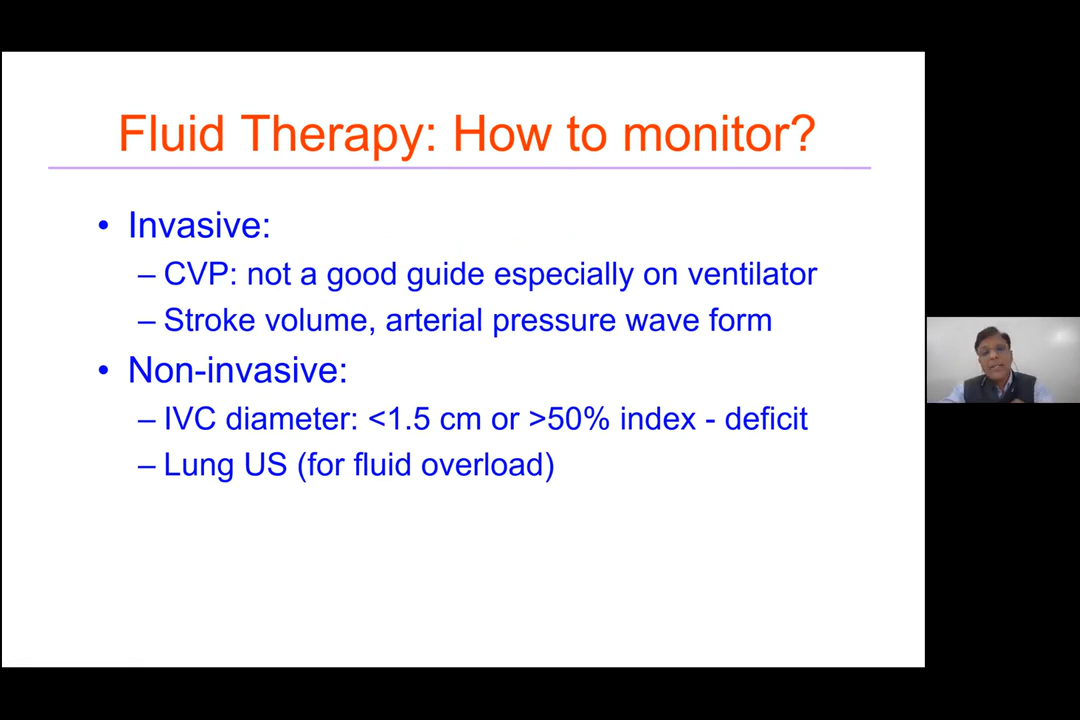 Fluid Therapy: How to monitor?
• Invasive:
– CVP: not a good guide especially on ventilator
– Stroke volume, arterial pressure wave form
• Non-invasive:
– IVC diameter: <1.5 cm or >50% index - deficit
– Lung US (for fluid overload)